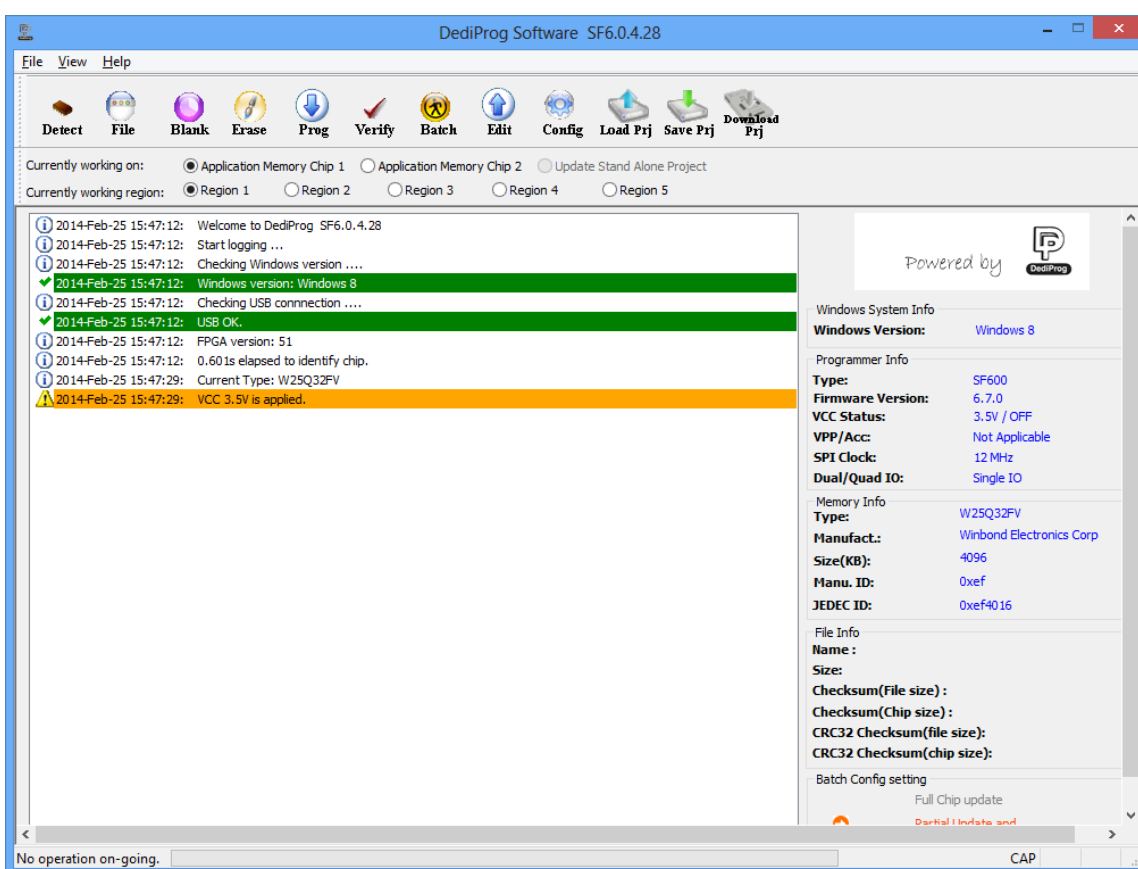 DediProg Software SF6.0.4.28
File View Help
Detect File Blank Erase Prog Verify Batch Edit Config Load Prj Save Prj Download Prj
Currently working on: Application Memory Chip 1 Application Memory Chip 2 Update Stand Alone Project
Currently working region: Region 1 Region 2 Region 3 Region 4 Region 5
2014-Feb-25 15:47:12: Welcome to DediProg SF6.0.4.28
2014-Feb-25 15:47:12: Start logging ...
2014-Feb-25 15:47:12: Checking Windows version ....
2014-Feb-25 15:47:12: Windows version: Windows 8
2014-Feb-25 15:47:12: Checking USB connnection ....
2014-Feb-25 15:47:12: USB OK.
2014-Feb-25 15:47:12: FPGA version: 51
2014-Feb-25 15:47:12: 0.601s elapsed to identify chip.
2014-Feb-25 15:47:29: Current Type: W25Q32FV
2014-Feb-25 15:47:29: VCC 3.5V is applied.
Powered by DediProg
Windows System Info
Windows Version: Windows 8
Programmer Info
Type: SF600
Firmware Version: 6.7.0
VCC Status: 3.5V / OFF
VPP/Acc: Not Applicable
SPI Clock: 12 MHz
Dual/Quad IO: Single IO
Memory Info
Type: W25Q32FV
Manufact.: Winbond Electronics Corp
Size(KB): 4096
Manu. ID: 0xef
JEDEC ID: 0xef4016
File Info
Name :
Size:
Checksum(File size) :
Checksum(Chip size) :
CRC32 Checksum(file size):
CRC32 Checksum(chip size):
Batch Config setting
Full Chip update
Partial Update and
No operation on-going. CAP